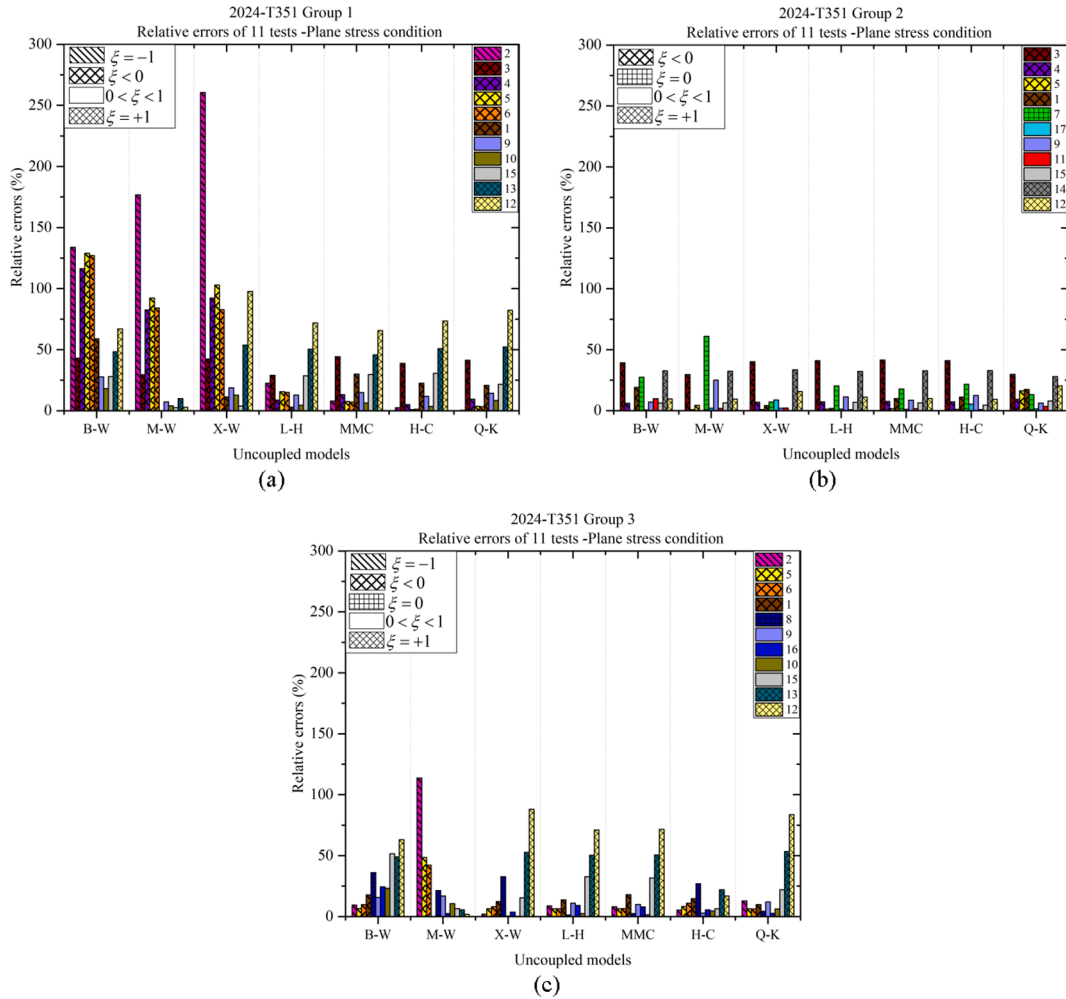 2024-T351 Group 1
Relative errors of 11 tests -Plane stress condition
300
250
200
150
100
50
0
Relative errors (%)
ξ = −1
ξ < 0
0 < ξ < 1
ξ = +1
2
3
4
5
6
1
9
10
15
13
12
B-W
M-W
X-W
L-H
MMC
H-C
Q-K
Uncoupled models
(a)
2024-T351 Group 2
Relative errors of 11 tests -Plane stress condition
300
250
200
150
100
50
0
Relative errors (%)
ξ < 0
ξ = 0
0 < ξ < 1
ξ = +1
3
4
5
1
7
17
9
11
15
14
12
B-W
M-W
X-W
L-H
MMC
H-C
Q-K
Uncoupled models
(b)
2024-T351 Group 3
Relative errors of 11 tests -Plane stress condition
300
250
200
150
100
50
0
Relative errors (%)
ξ = −1
ξ < 0
ξ = 0
0 < ξ < 1
ξ = +1
2
5
6
1
8
9
16
10
15
13
12
B-W
M-W
X-W
L-H
MMC
H-C
Q-K
Uncoupled models
(c)